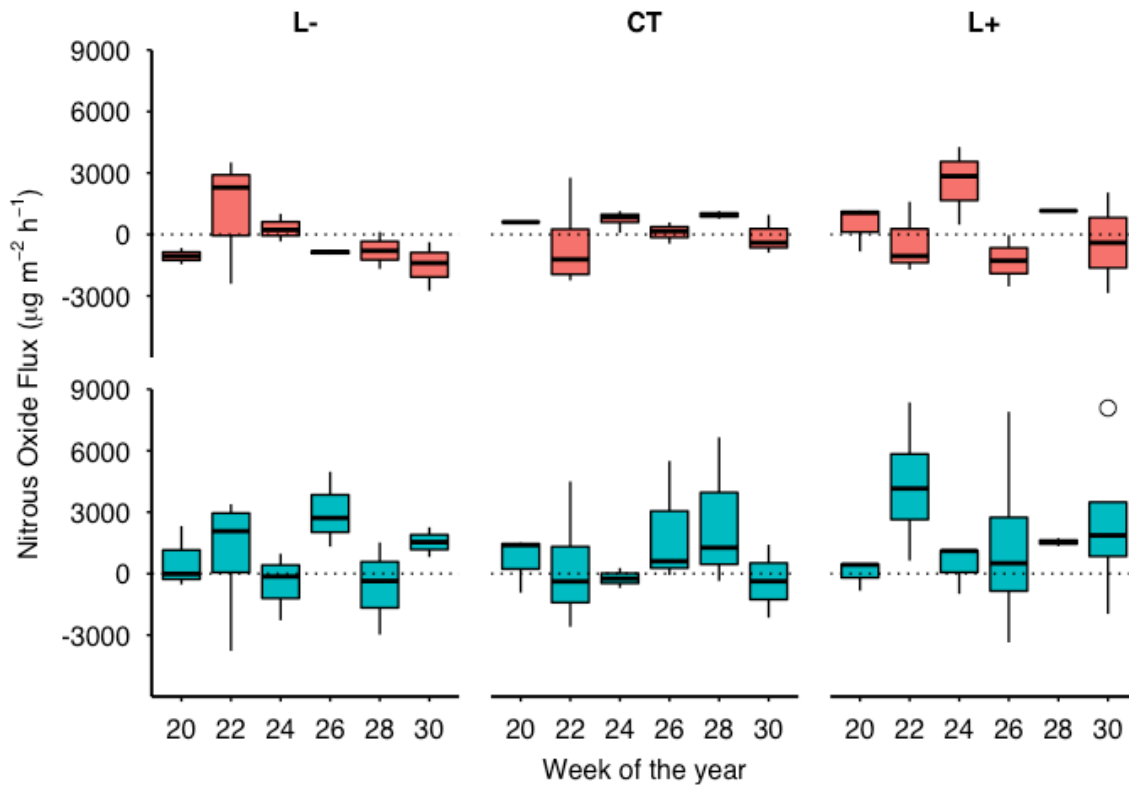 L- CT L+
9000
6000
3000
0
-3000
9000
6000
3000
0
-3000
Nitrous Oxide Flux (µg m⁻² h⁻¹)
20 22 24 26 28 30 20 22 24 26 28 30 20 22 24 26 28 30
Week of the year